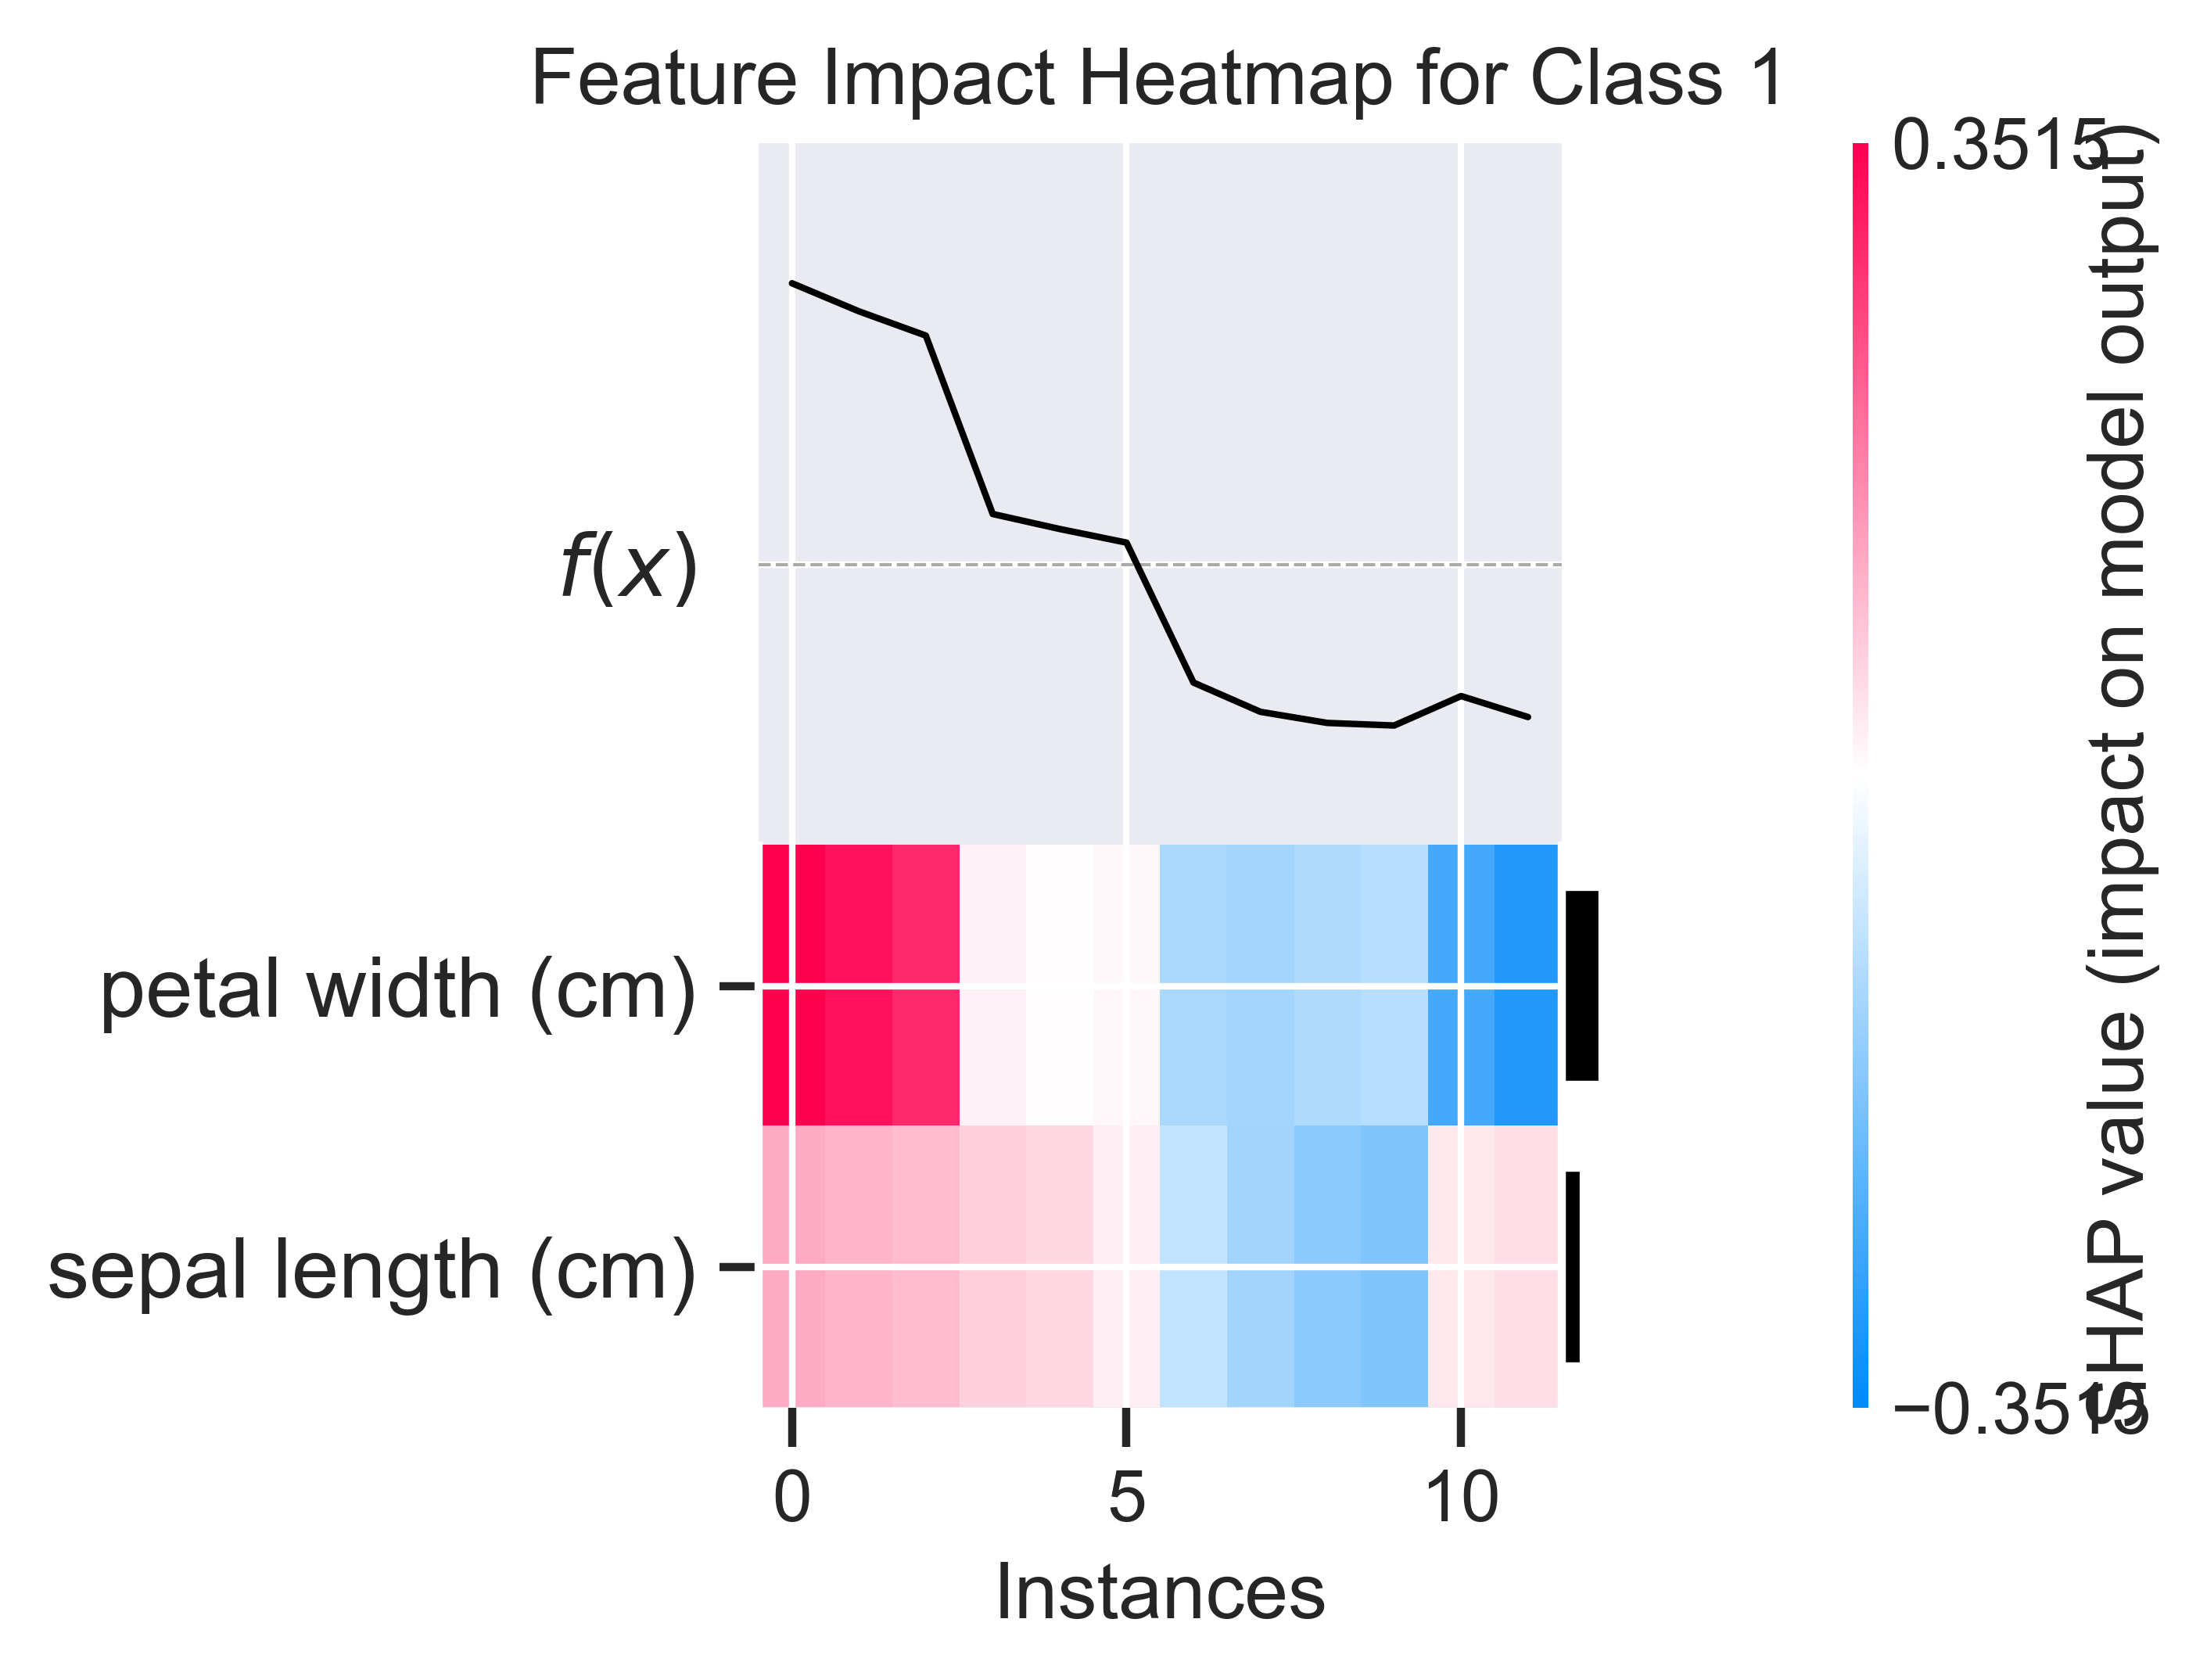 Feature Impact Heatmap for Class 1
f(x)
petal width (cm)
sepal length (cm)
0
5
10
Instances
0.3515
−0.3515
SHAP value (impact on model output)